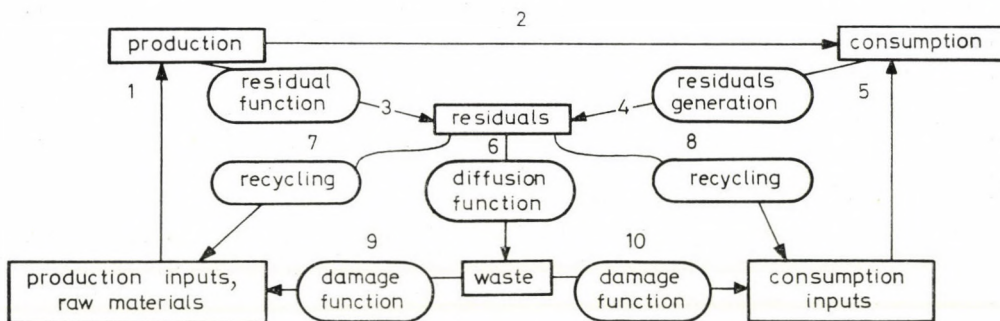 2
production
consumption
1
residual
function
3
residuals
4
residuals
generation
5
7
6
8
recycling
diffusion
function
recycling
9
10
production inputs,
raw materials
damage
function
waste
damage
function
consumption
inputs